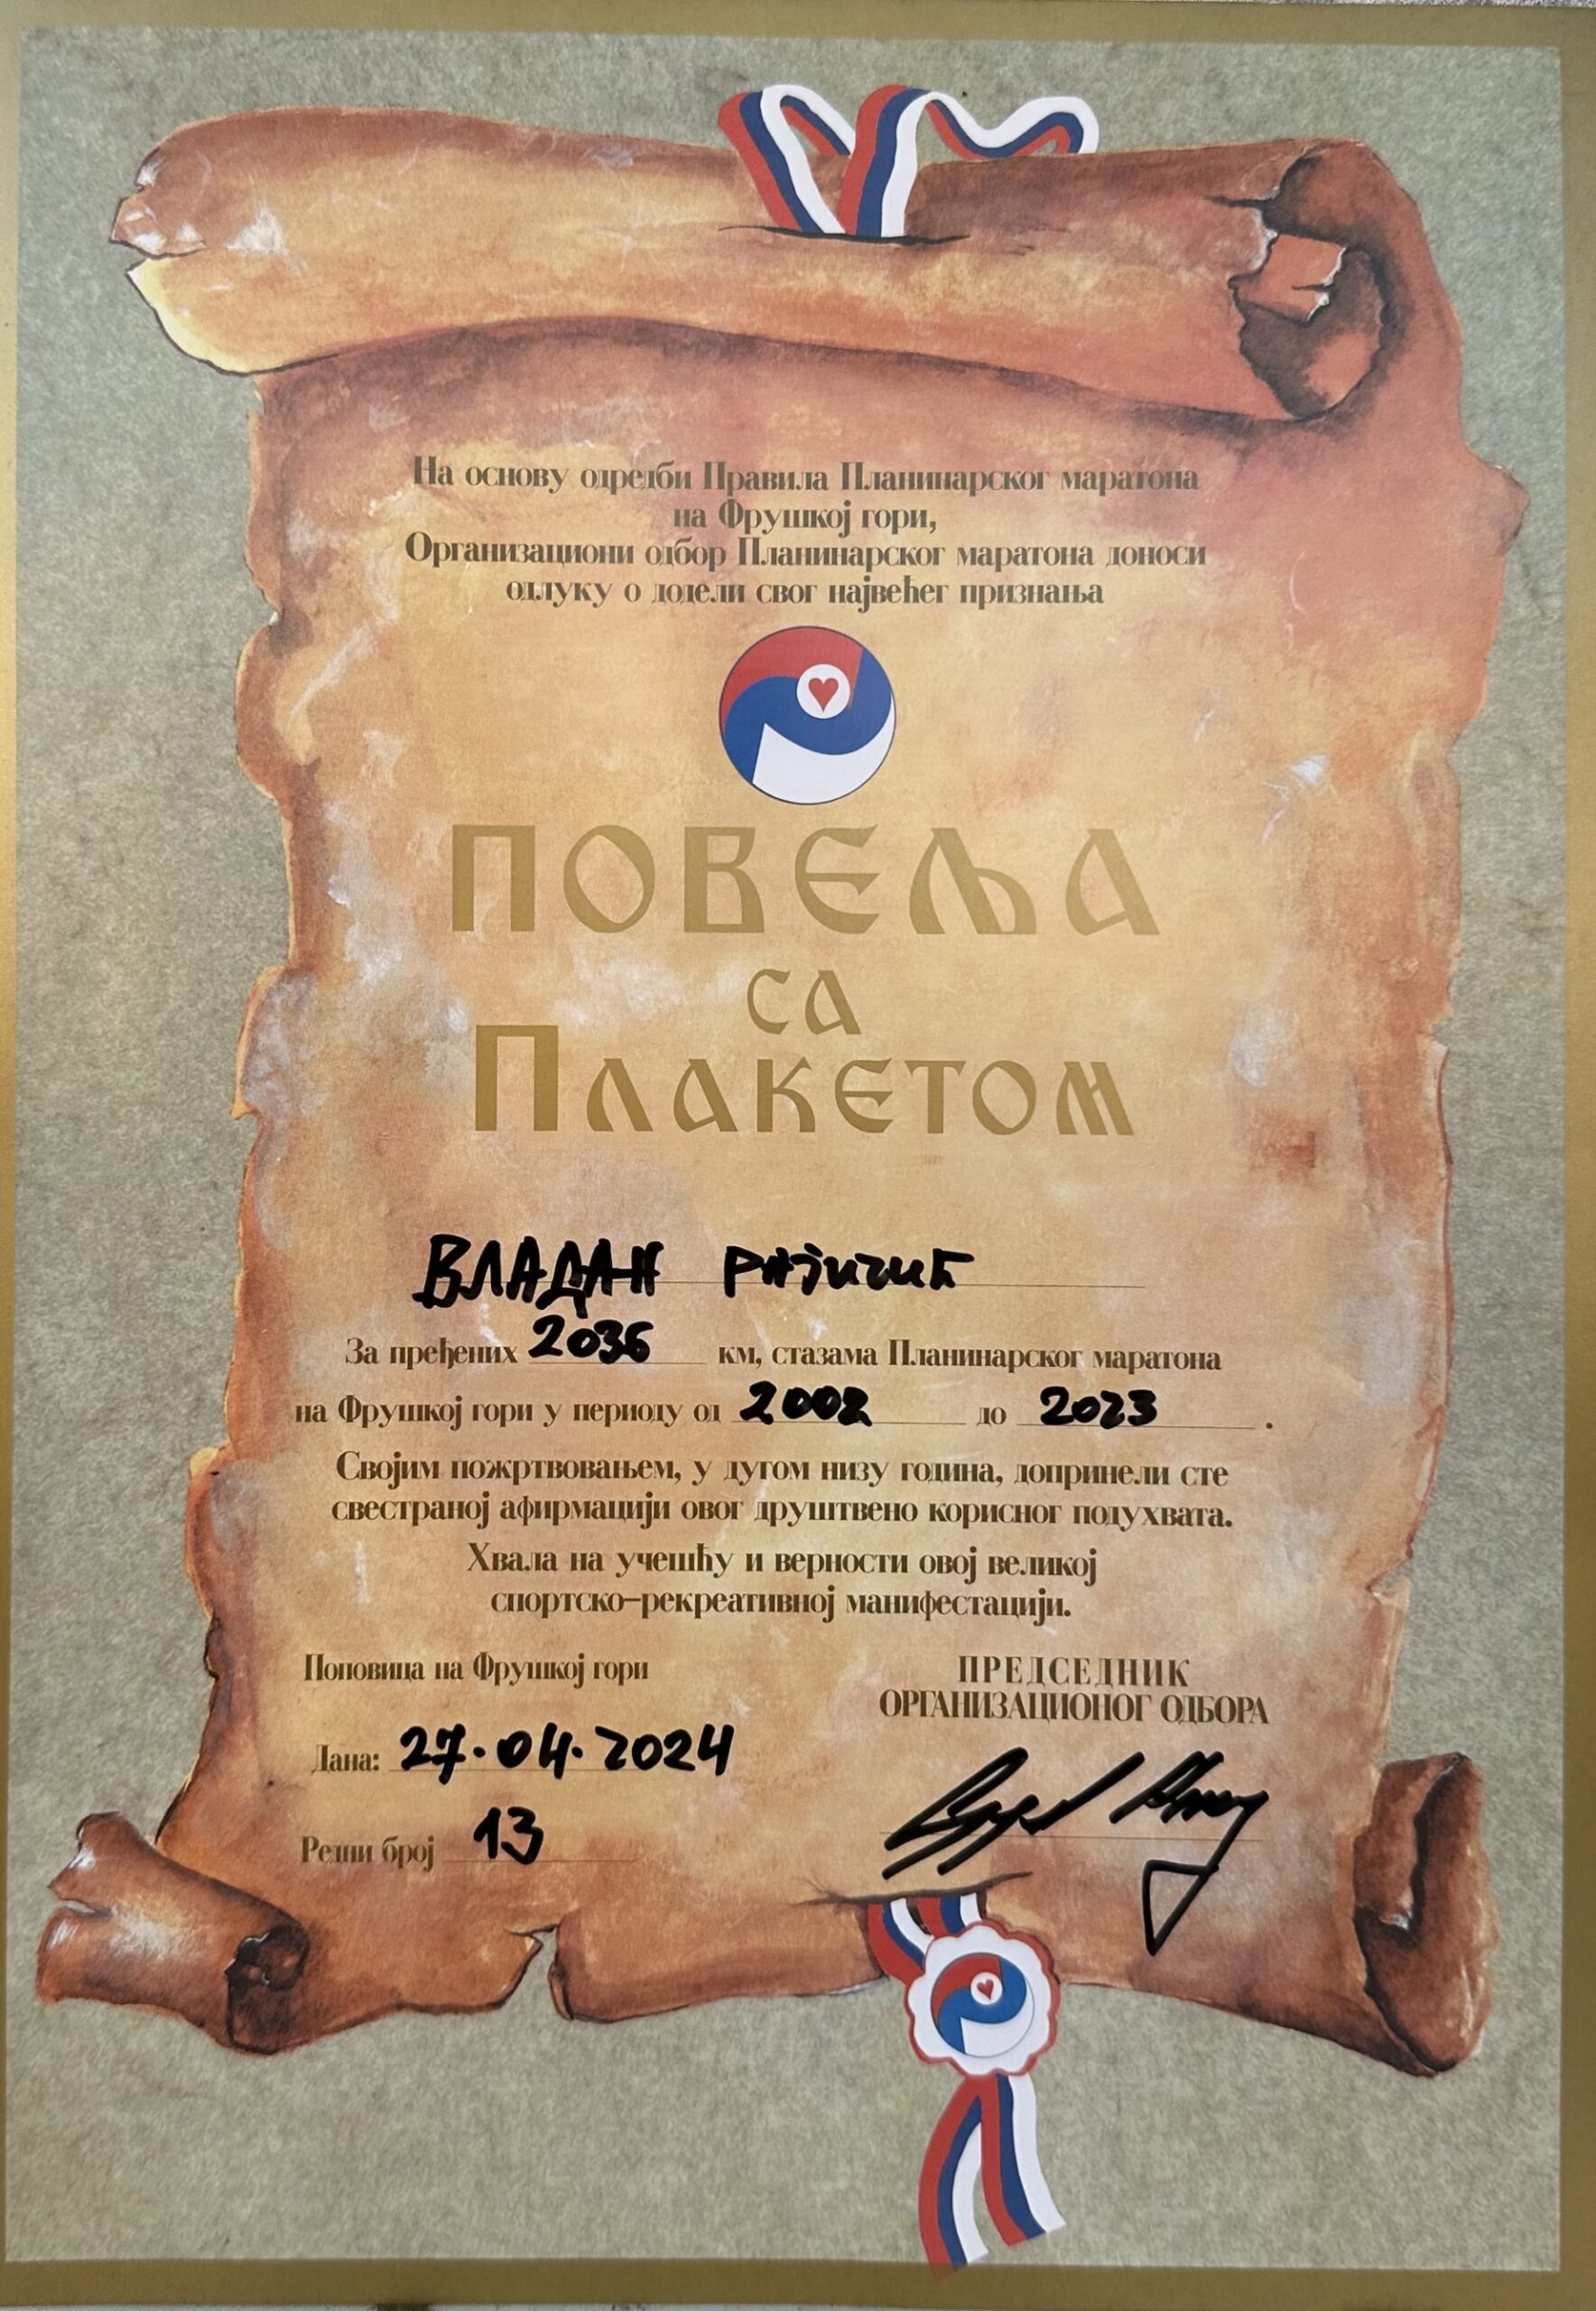 На основу одредби Правила Планинарског маратона
на Фрушкој гори,
Организациони одбор Планинарског маратона доноси
одлуку о додели свог највећег признања
ПОВЕЉА
СА
ПЛАКЕТОМ
ВЛАДАН РАЈИЧИЋ
За пређених 2036 км, стазама Планинарског маратона
на Фрушкој гори у периоду од 2002 до 2023 .
Својим пожртвовањем, у дугом низу година, допринели сте
свестраној афирмацији овог друштвено корисног подухвата.
Хвала на учешћу и верности овој великој
спортско–рекреативној манифестацији.
Поповица на Фрушкој гори
ПРЕДСЕДНИК
ОРГАНИЗАЦИОНОГ ОДБОРА
Дана: 27.04.2024
Редни број 13